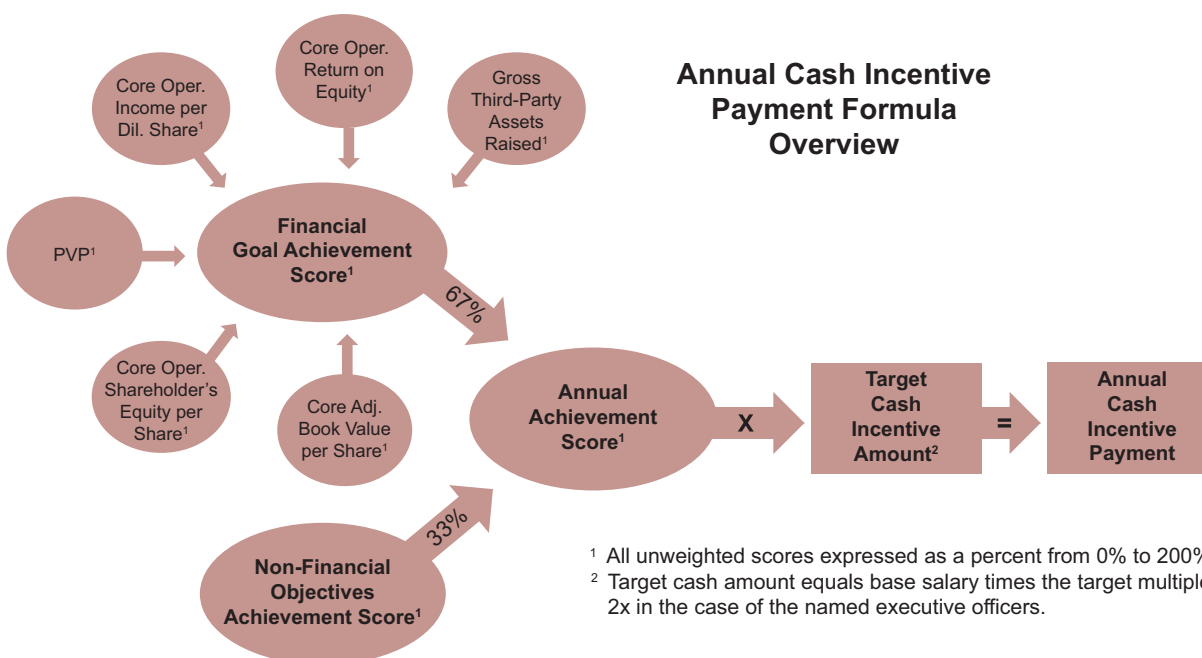 Annual Cash Incentive
Payment Formula
Overview
Core Oper.
Income per
Dil. Share¹
Core Oper.
Return on
Equity¹
Gross
Third-Party
Assets
Raised¹
PVP¹
Financial
Goal Achievement
Score¹
67%
Core Oper.
Shareholder's
Equity per
Share¹
Core Adj.
Book Value
per Share¹
Annual
Achievement
Score¹
X
Target
Cash
Incentive
Amount²
=
Annual
Cash
Incentive
Payment
33%
Non-Financial
Objectives
Achievement Score¹
¹ All unweighted scores expressed as a percent from 0% to 200%
² Target cash amount equals base salary times the target multiple
2x in the case of the named executive officers.